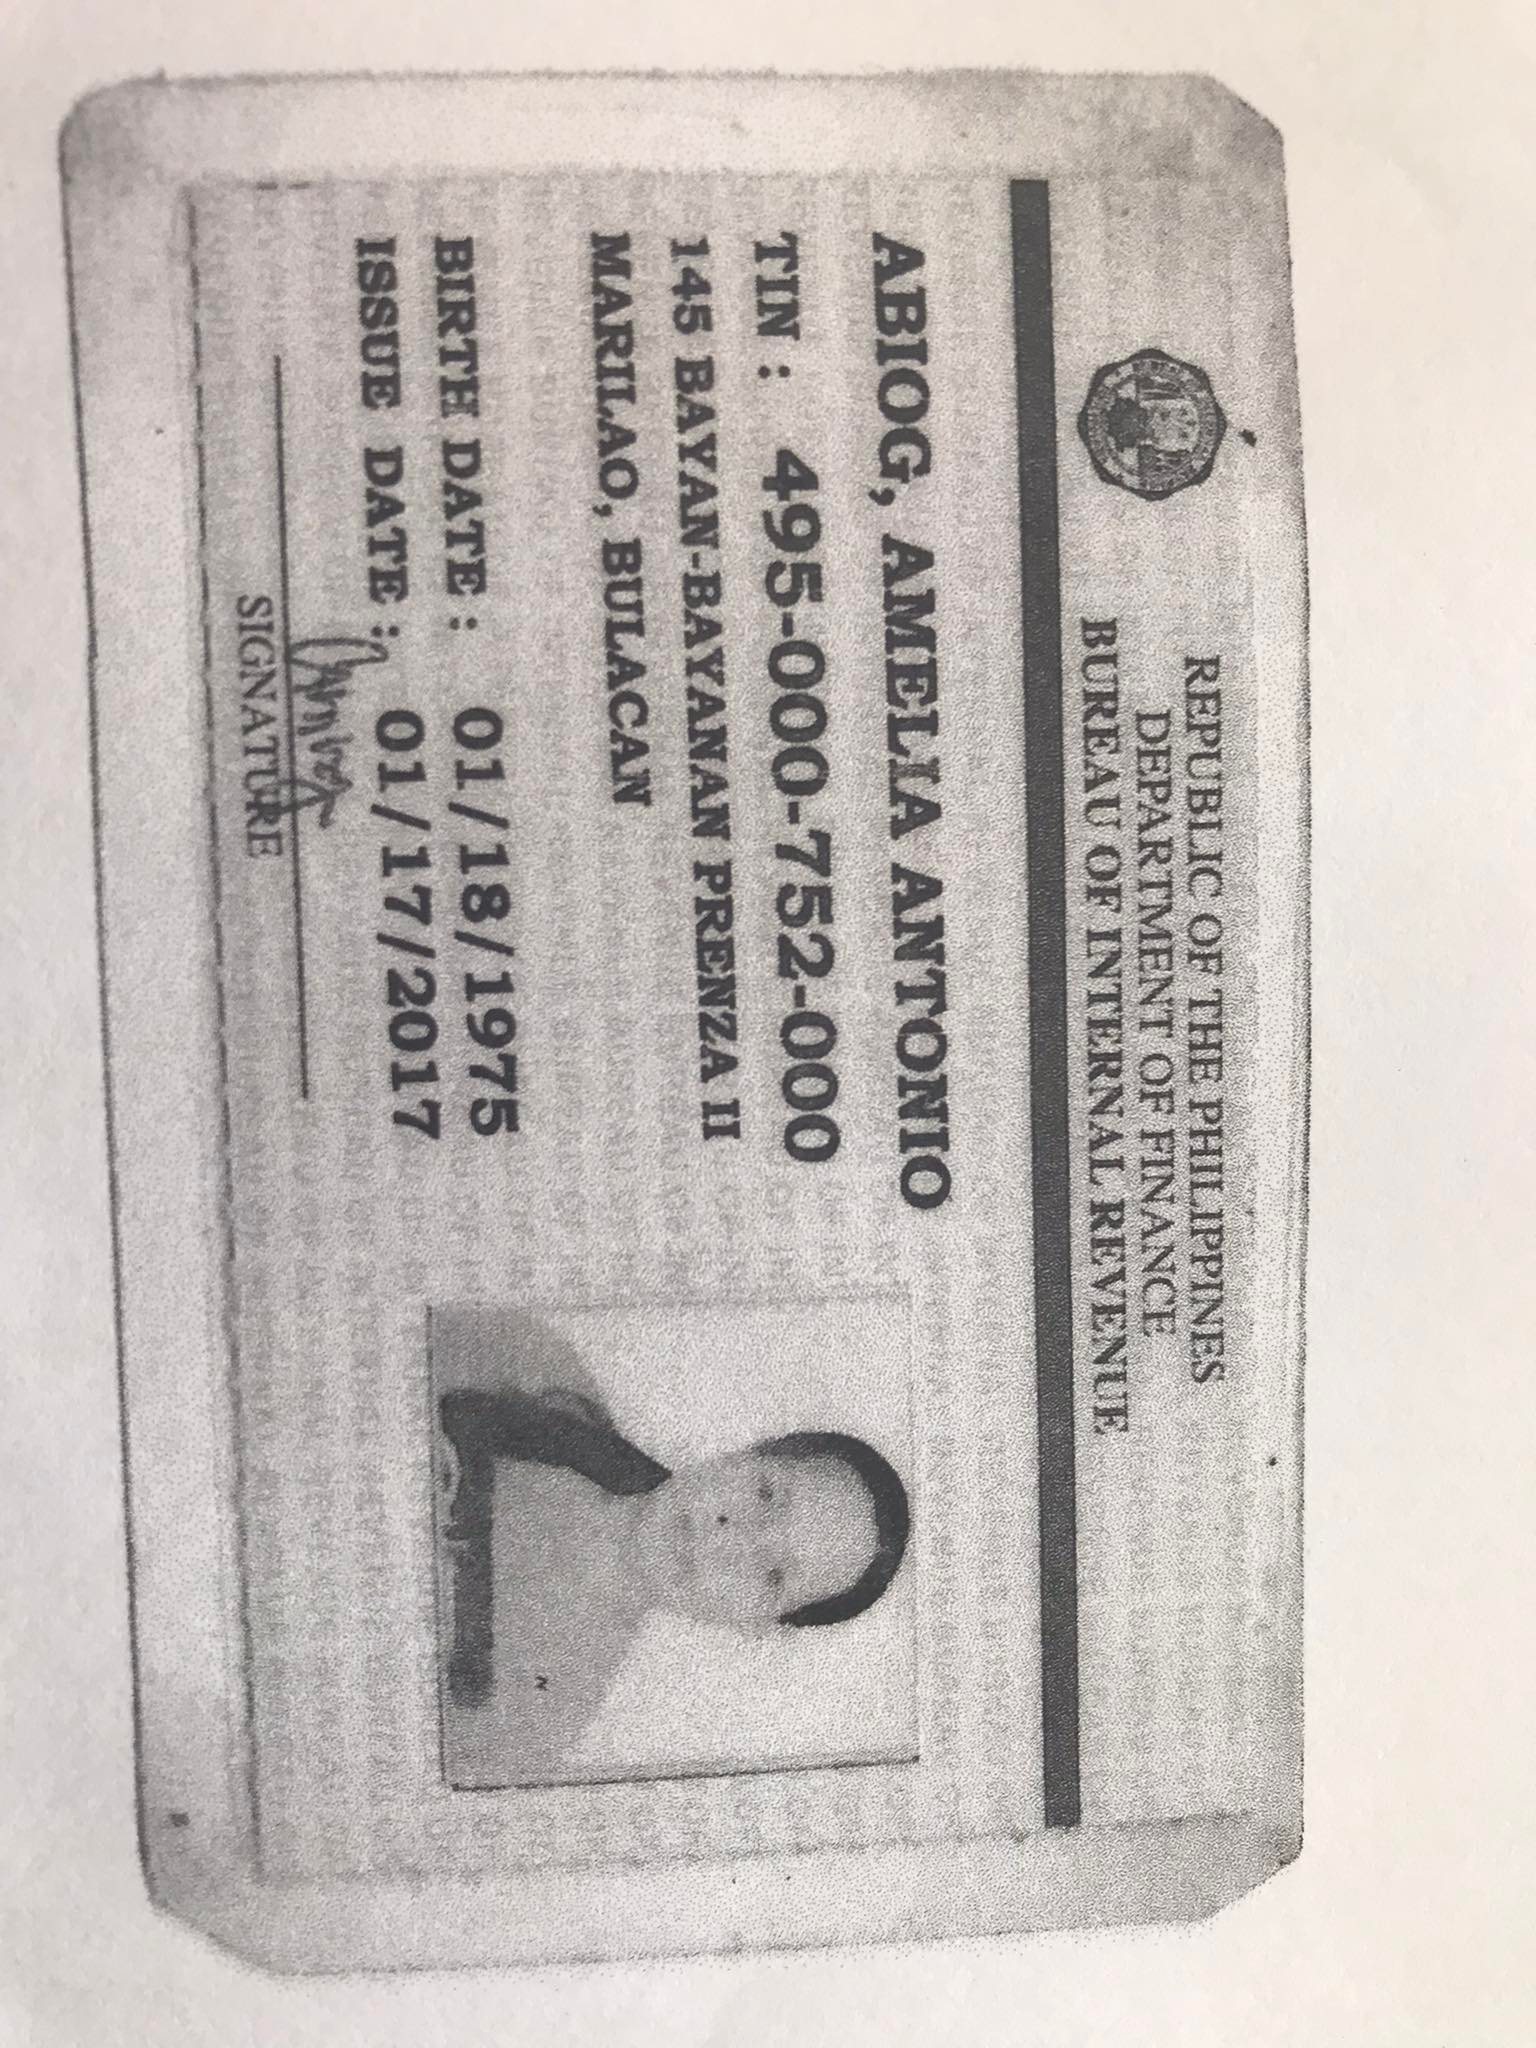 REPUBLIC OF THE PHILIPPINES
DEPARTMENT OF FINANCE
BUREAU OF INTERNAL REVENUE
ABIOG, AMELIA ANTONIO
TIN : 495-000-752-000
145 BAYAN-BAYANAN PRENZA II
MARILAO, BULACAN
BIRTH DATE : 01/18/1975
ISSUE DATE : 01/17/2017
SIGNATURE